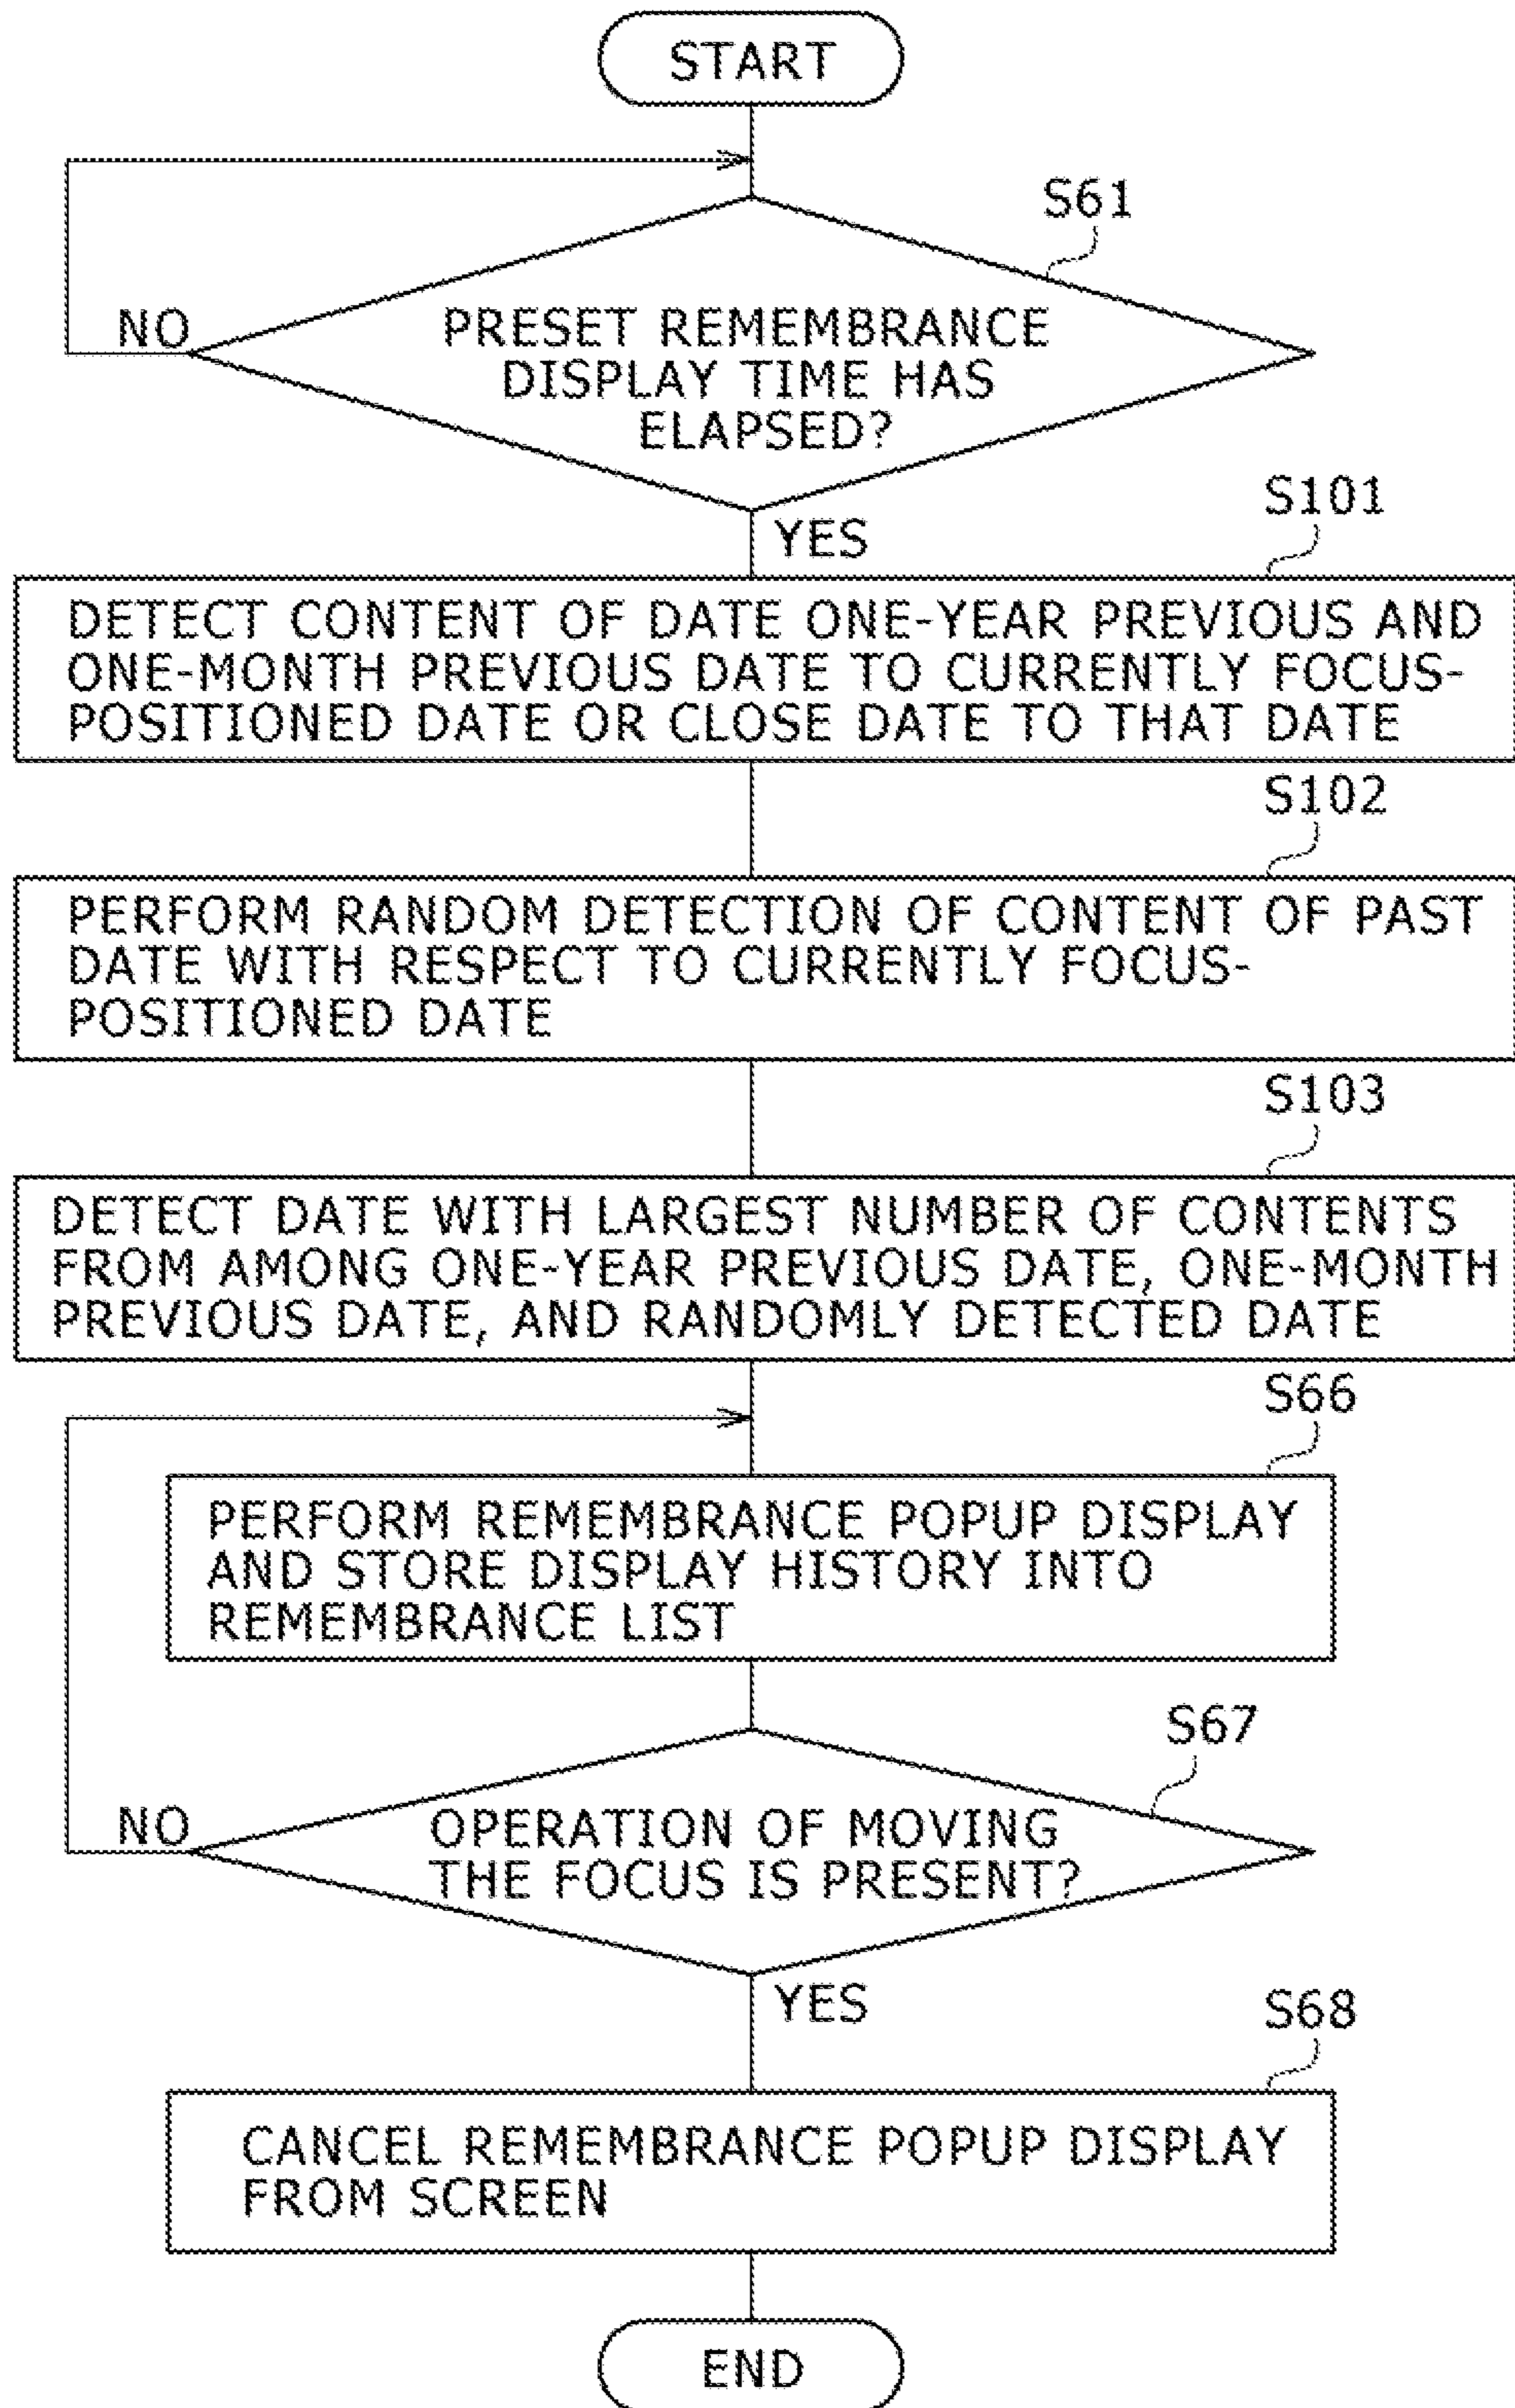 START
S61
NO
PRESET REMEMBRANCE
DISPLAY TIME HAS
ELAPSED?
YES
S101
DETECT CONTENT OF DATE ONE-YEAR PREVIOUS AND
ONE-MONTH PREVIOUS DATE TO CURRENTLY FOCUS-
POSITIONED DATE OR CLOSE DATE TO THAT DATE
S102
PERFORM RANDOM DETECTION OF CONTENT OF PAST
DATE WITH RESPECT TO CURRENTLY FOCUS-
POSITIONED DATE
S103
DETECT DATE WITH LARGEST NUMBER OF CONTENTS
FROM AMONG ONE-YEAR PREVIOUS DATE, ONE-MONTH
PREVIOUS DATE, AND RANDOMLY DETECTED DATE
S66
PERFORM REMEMBRANCE POPUP DISPLAY
AND STORE DISPLAY HISTORY INTO
REMEMBRANCE LIST
S67
NO
OPERATION OF MOVING
THE FOCUS IS PRESENT?
YES
S68
CANCEL REMEMBRANCE POPUP DISPLAY
FROM SCREEN
END